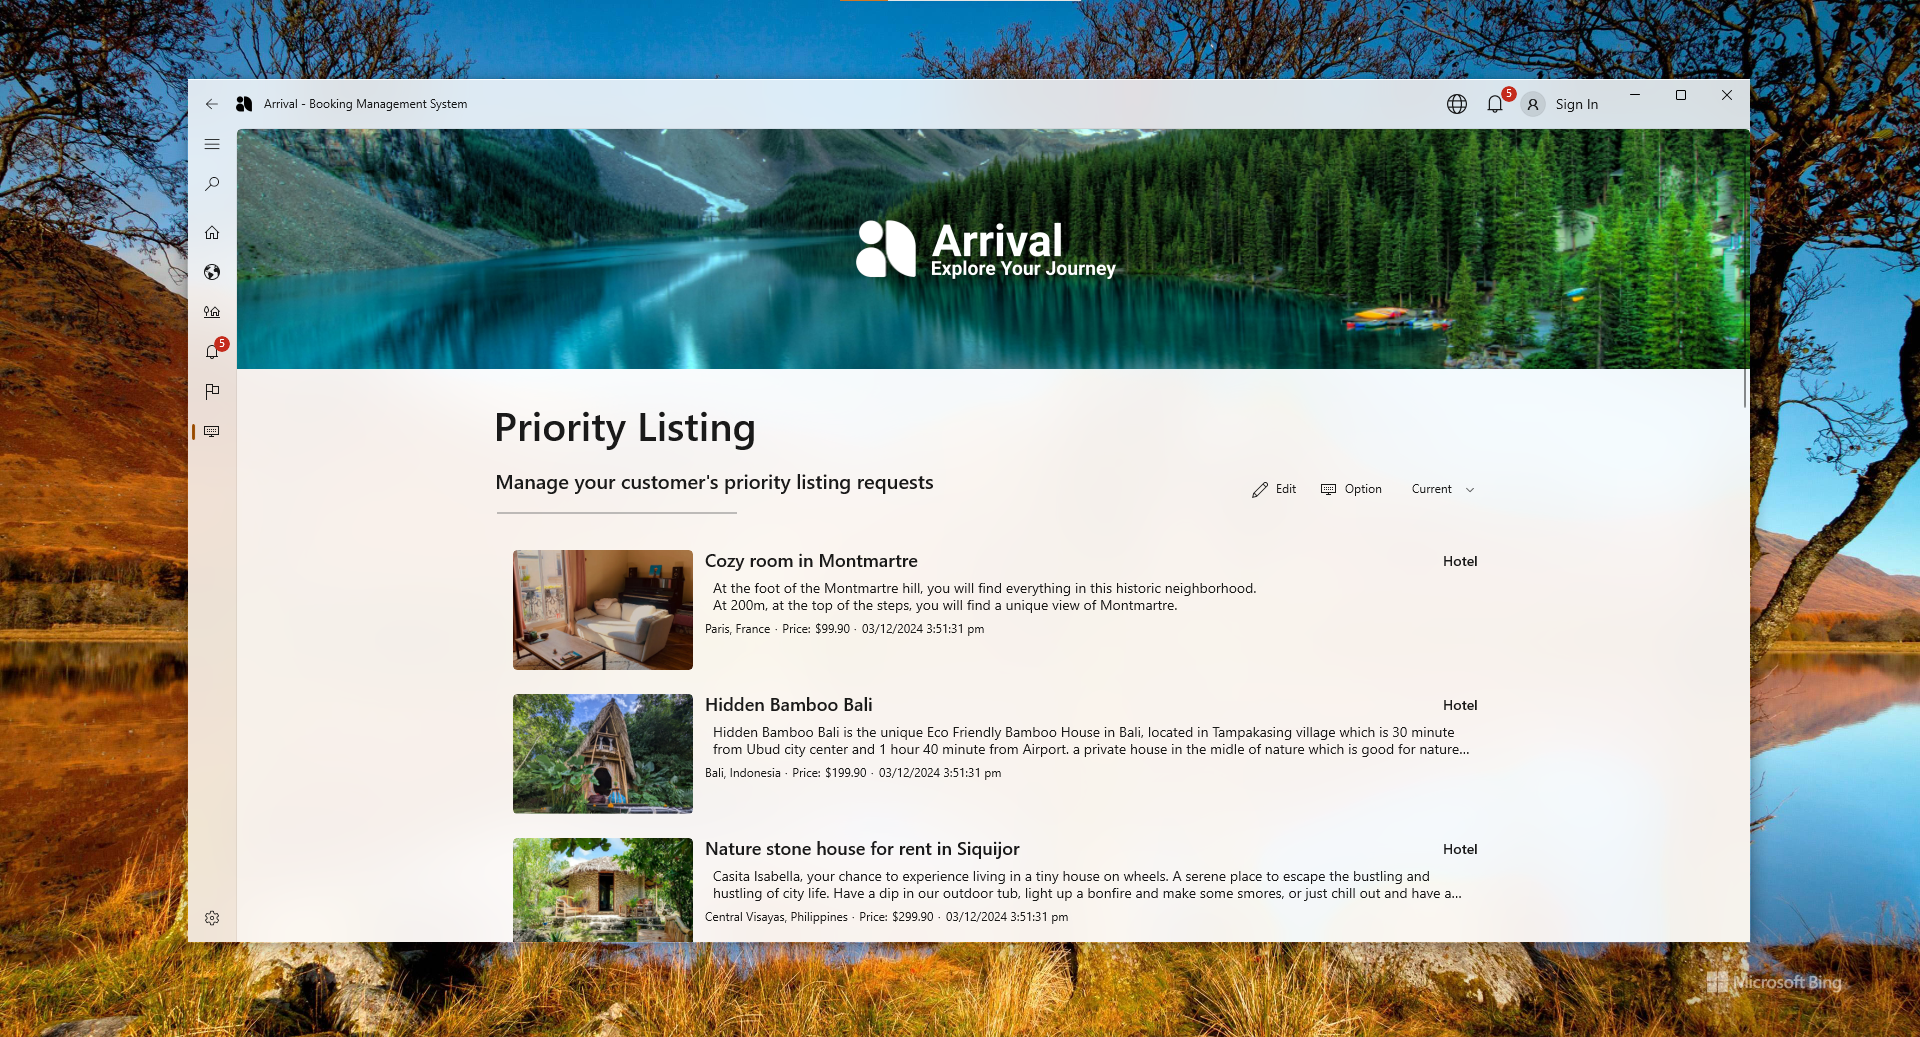 Arrival - Booking Management System
5
Sign In
Arrival
Explore Your Journey
5
Priority Listing
Manage your customer's priority listing requests
Edit
Option
Current
Cozy room in Montmartre
Hotel
At the foot of the Montmartre hill, you will find everything in this historic neighborhood.
At 200m, at the top of the steps, you will find a unique view of Montmartre.
Paris, France · Price: $99.90 · 03/12/2024 3:51:31 pm
Hidden Bamboo Bali
Hotel
Hidden Bamboo Bali is the unique Eco Friendly Bamboo House in Bali, located in Tampakasing village which is 30 minute
from Ubud city center and 1 hour 40 minute from Airport. a private house in the midle of nature which is good for nature...
Bali, Indonesia · Price: $199.90 · 03/12/2024 3:51:31 pm
Nature stone house for rent in Siquijor
Hotel
Casita Isabella, your chance to experience living in a tiny house on wheels. A serene place to escape the bustling and
hustling of city life. Have a dip in our outdoor tub, light up a bonfire and make some smores, or just chill out and have a...
Central Visayas, Philippines · Price: $299.90 · 03/12/2024 3:51:31 pm
Microsoft Bing